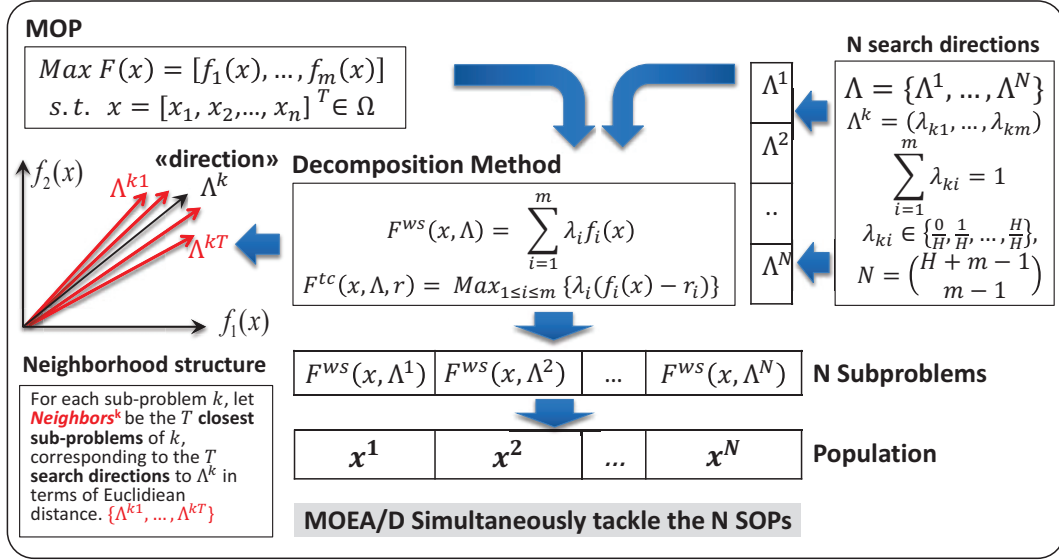 MOP
Max F(x) = [f₁(x), …, fₘ(x)]
s.t. x = [x₁, x₂,…, xₙ] ᵀ∈ Ω
N search directions
Λ¹
Λ²
..
Λᴺ
Λ = {Λ¹, …, Λᴺ}
Λᵏ = (λₖ₁, …, λₖₘ)
∑ᵢ₌₁ᵐ λₖᵢ = 1
λₖᵢ ∈ {0/H, 1/H, …, H/H},
N = (H + m − 1 m − 1)
«direction»
f₂(x)
Λᵏ¹
Λᵏ
Λᵏᵀ
f₁(x)
Decomposition Method
Fʷˢ(x, Λ) = ∑ᵢ₌₁ᵐ λᵢfᵢ(x)
Fᵗᶜ(x, Λ, r) = Max₁≤ᵢ≤ₘ {λᵢ(fᵢ(x) − rᵢ)}
Fʷˢ(x, Λ¹) Fʷˢ(x, Λ²) … Fʷˢ(x, Λᴺ)
N Subproblems
x¹ x² … xᴺ
Population
Neighborhood structure
For each sub-problem k, let
Neighborsᵏ be the T closest
sub-problems of k,
corresponding to the T
search directions to Λᵏ in
terms of Euclidiean
distance. {Λᵏ¹, …, Λᵏᵀ}
MOEA/D Simultaneously tackle the N SOPs